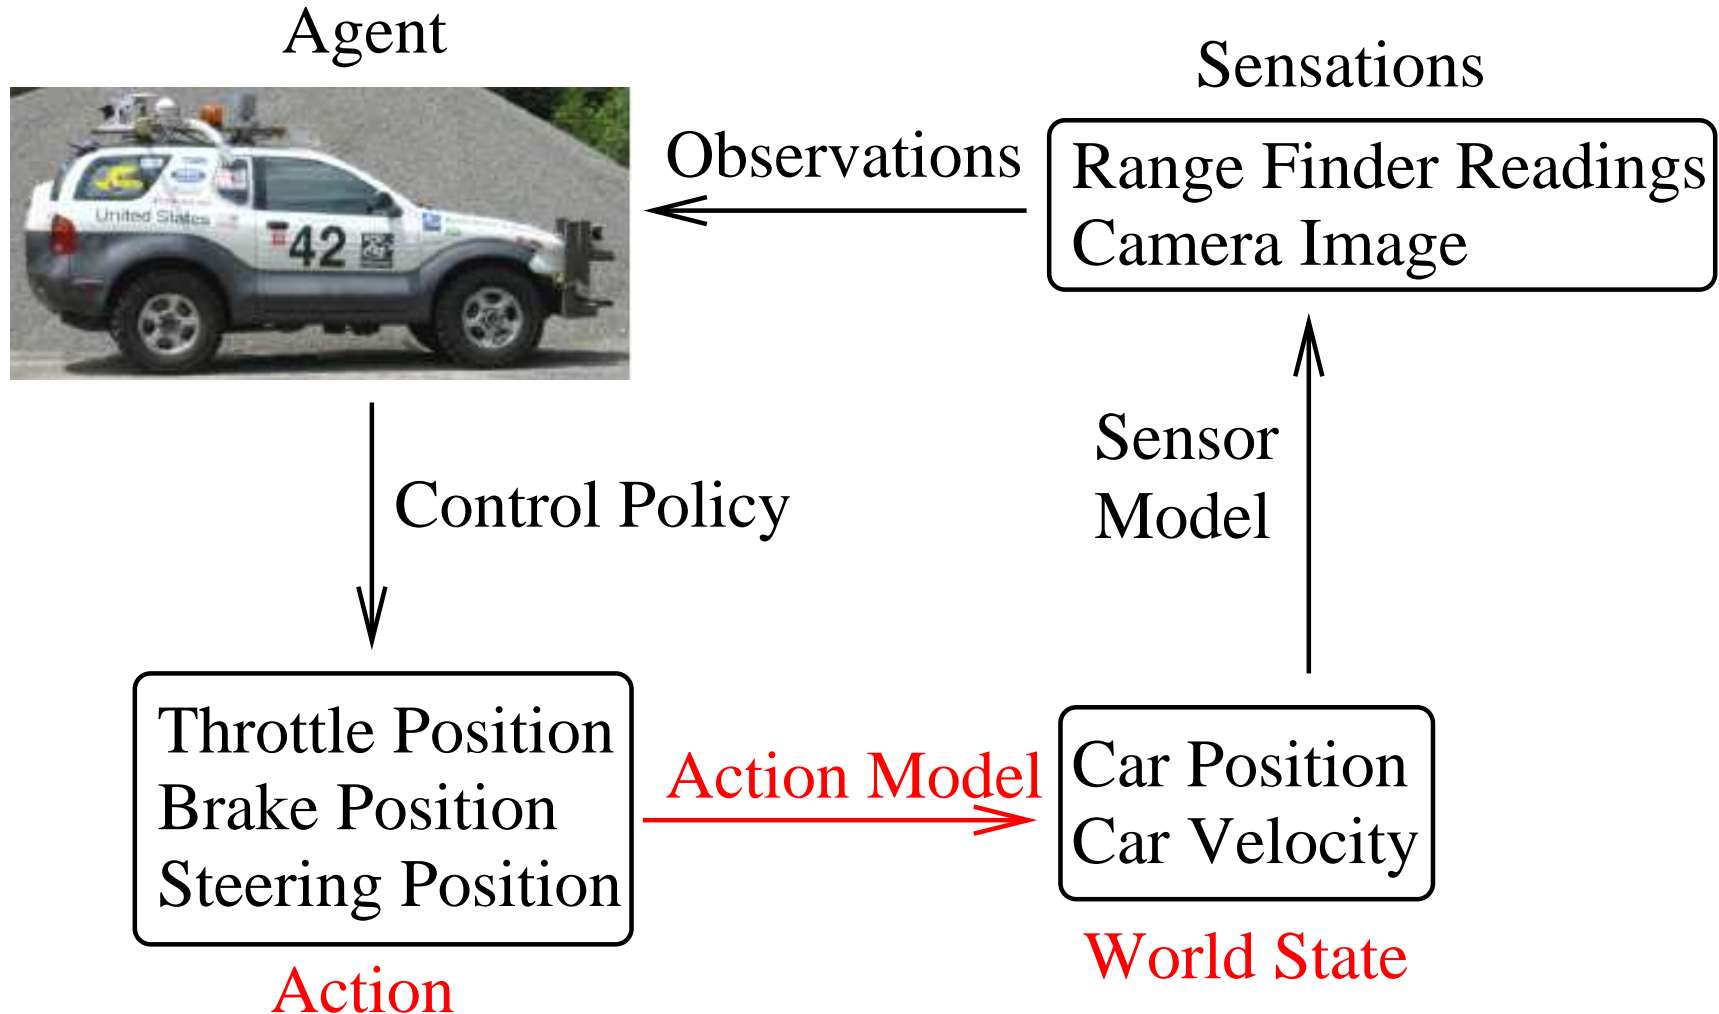 Agent
Sensations
Observations
Range Finder Readings
Camera Image
United States
42
Control Policy
Sensor
Model
Throttle Position
Brake Position
Steering Position
Action Model
Car Position
Car Velocity
Action
World State